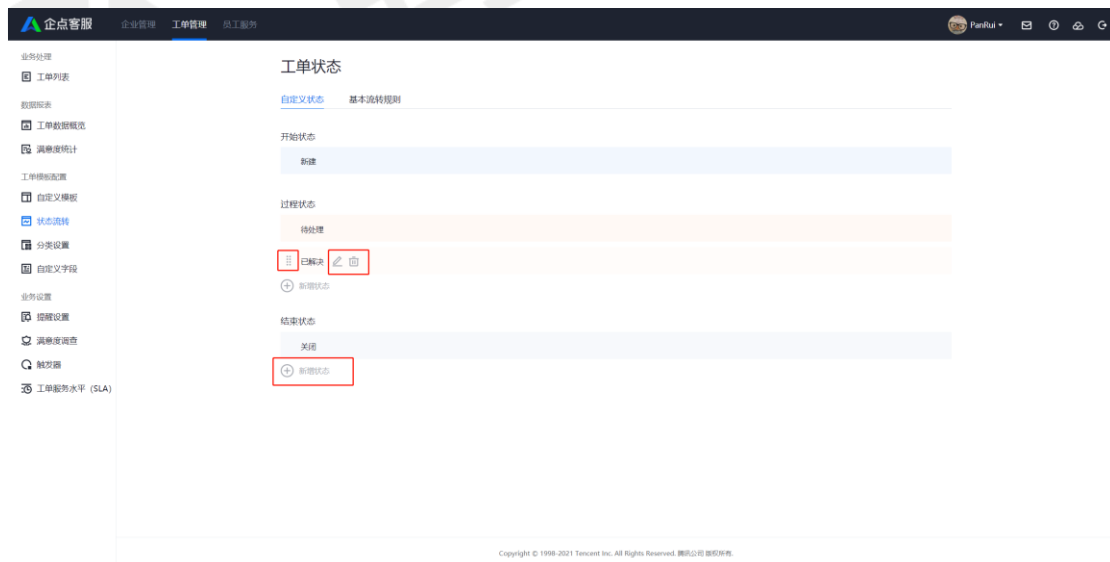 企点客服 企业管理 工单管理 员工服务 PanRui
业务处理
工单列表
数据报表
工单数据概览
满意度统计
工单模板配置
自定义模板
状态流转
分类设置
自定义字段
业务设置
提醒设置
满意度调查
触发器
工单服务水平 (SLA)
工单状态
自定义状态 基本流转规则
开始状态
新建
过程状态
待处理
已解决
新增状态
结束状态
关闭
新增状态
Copyright © 1998-2021 Tencent Inc. All Rights Reserved. 腾讯公司 版权所有.